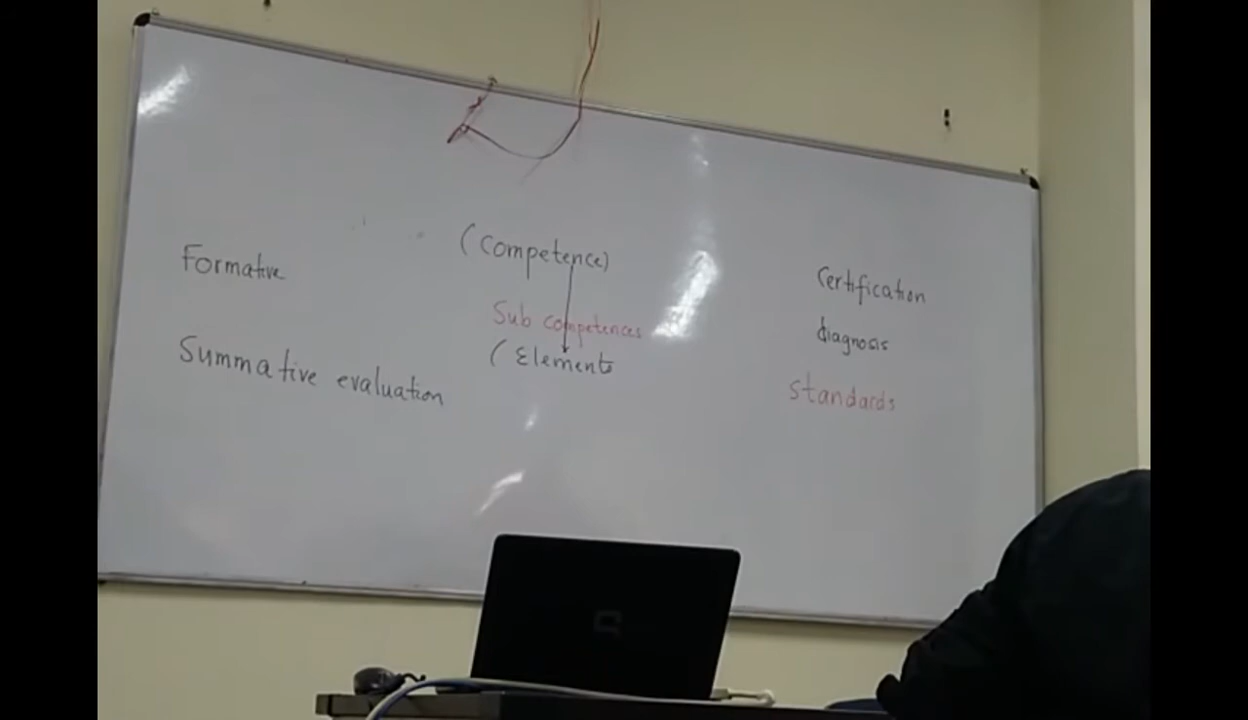 Formative
Summative evaluation
(Competence)
Sub competences
(Elements
Certification
diagnosis
standards